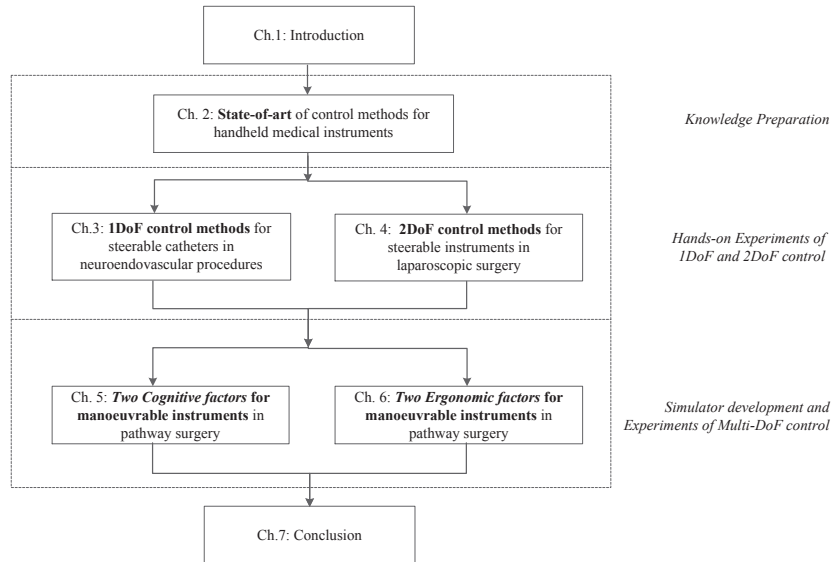 Ch.1: Introduction
Ch. 2: State-of-art of control methods for
handheld medical instruments
Knowledge Preparation
Ch.3: 1DoF control methods for
steerable catheters in
neuroendovascular procedures
Ch. 4:  2DoF control methods for
steerable instruments in
laparoscopic surgery
Hands-on Experiments of
1DoF and 2DoF control
Ch. 5: Two Cognitive factors for
manoeuvrable instruments in
pathway surgery
Ch. 6: Two Ergonomic factors for
manoeuvrable instruments in
pathway surgery
Simulator development and
Experiments of Multi-DoF control
Ch.7: Conclusion